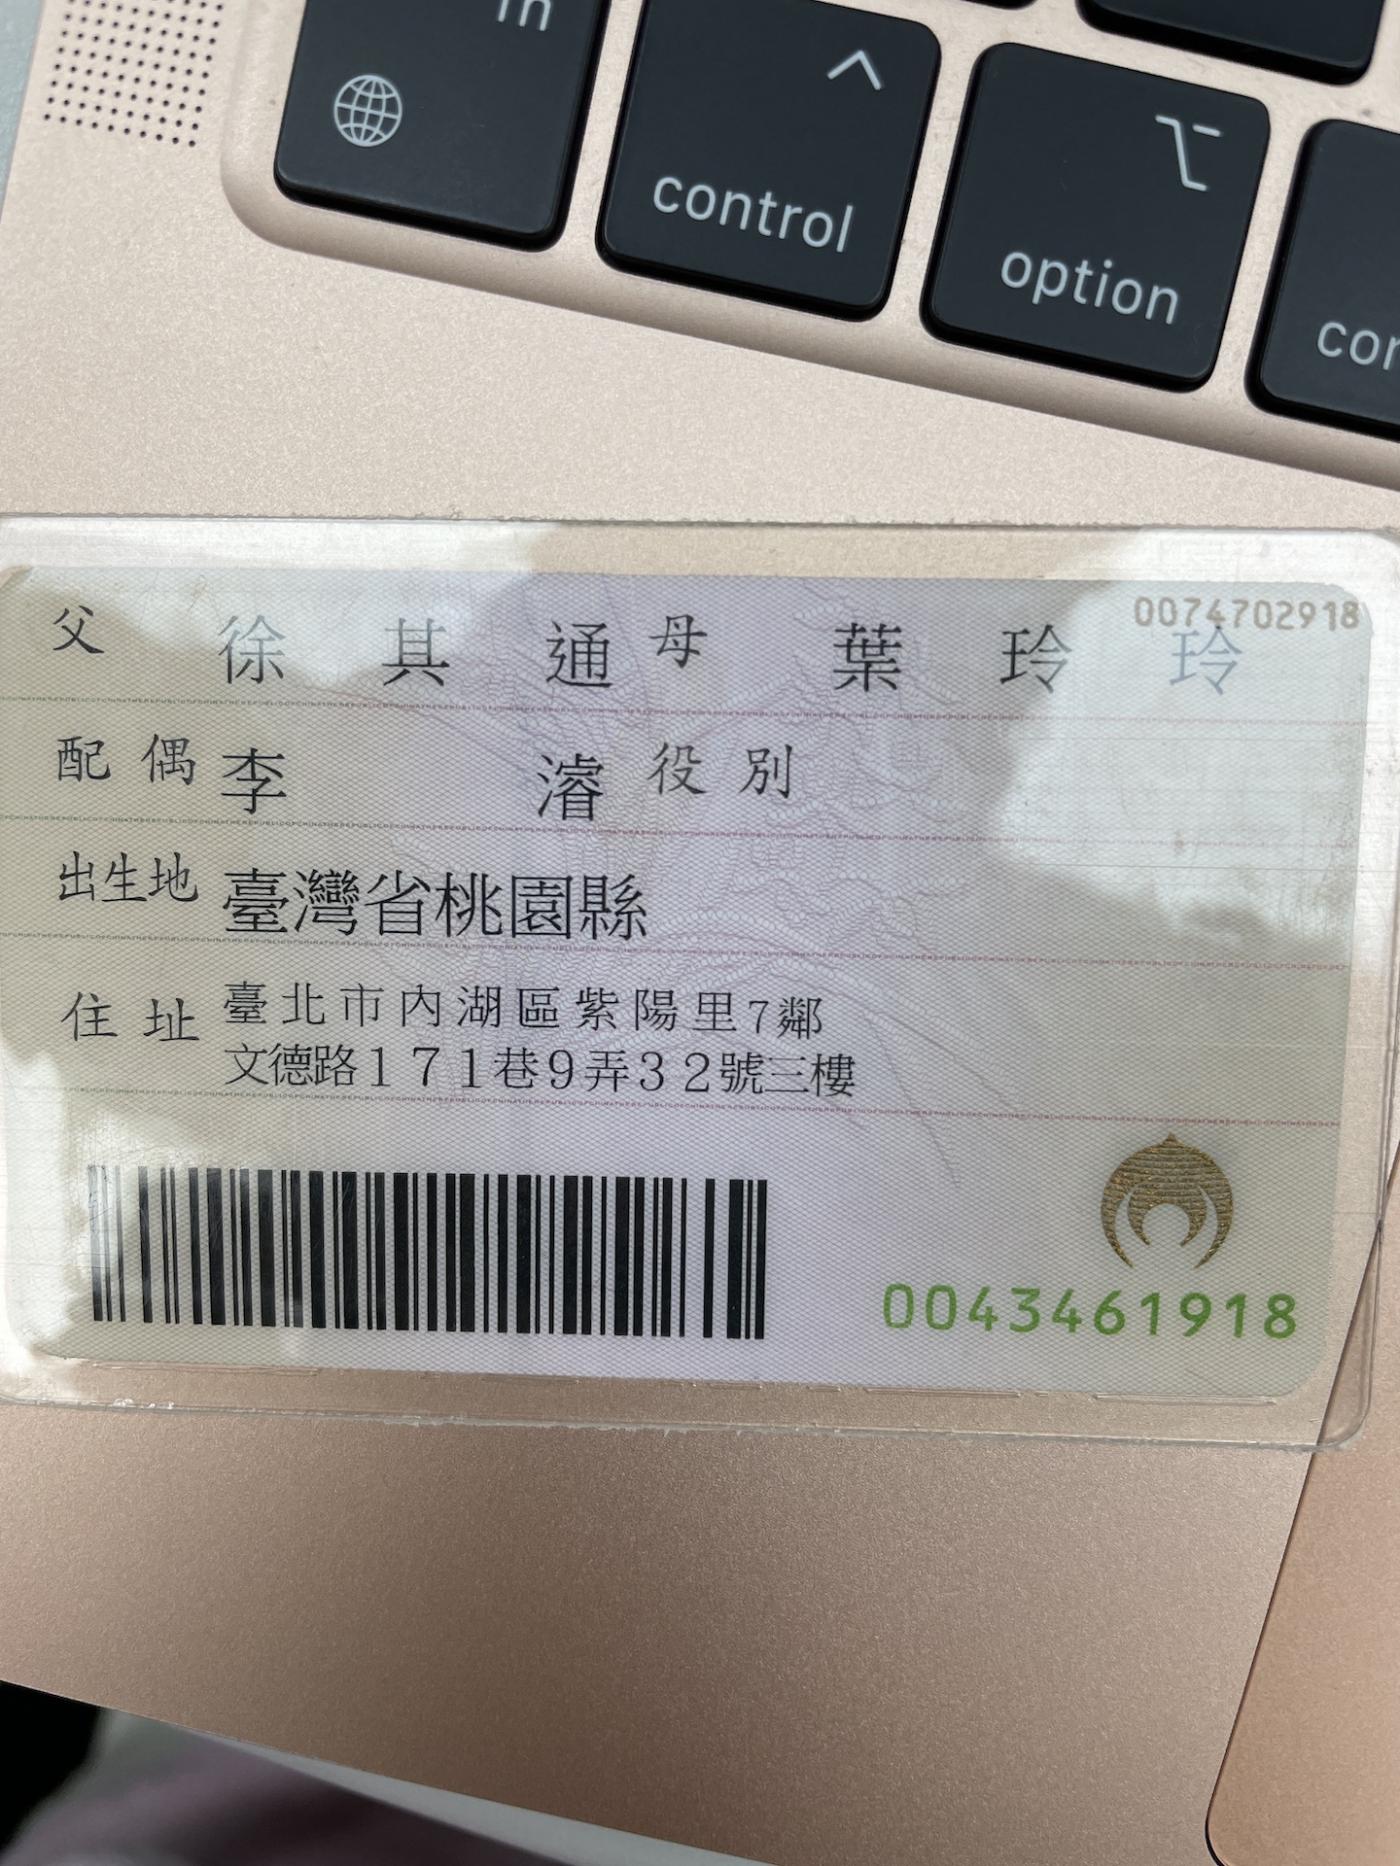 fn
control
option
0074702918
父 徐其通 母 葉玲玲
配偶 李濬 役別
出生地 臺灣省桃園縣
住址 臺北市內湖區紫陽里7鄰
文德路171巷9弄32號三樓
0043461918